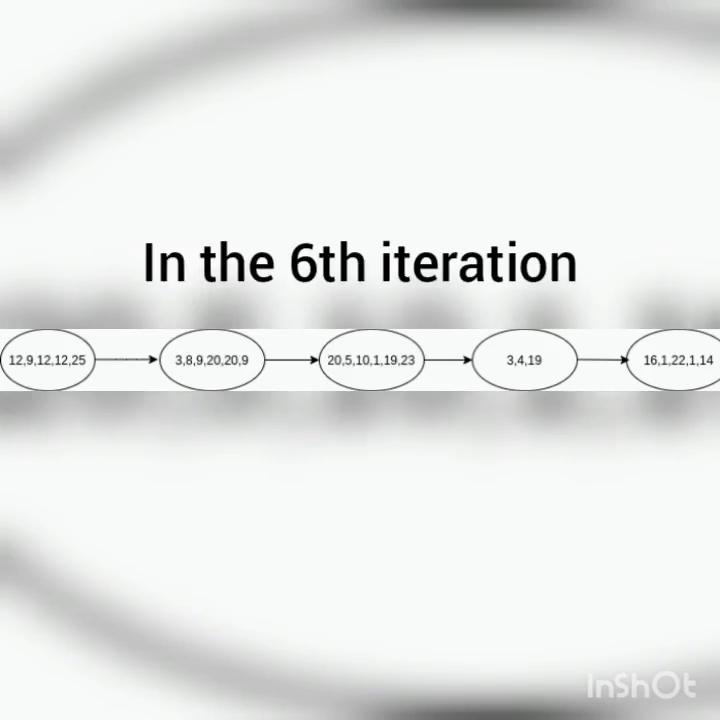 In the 6th iteration
12,9,12,12,25 3,8,9,20,20,9 20,5,10,1,19,23 3,4,19 16,1,22,1,14
InShOt